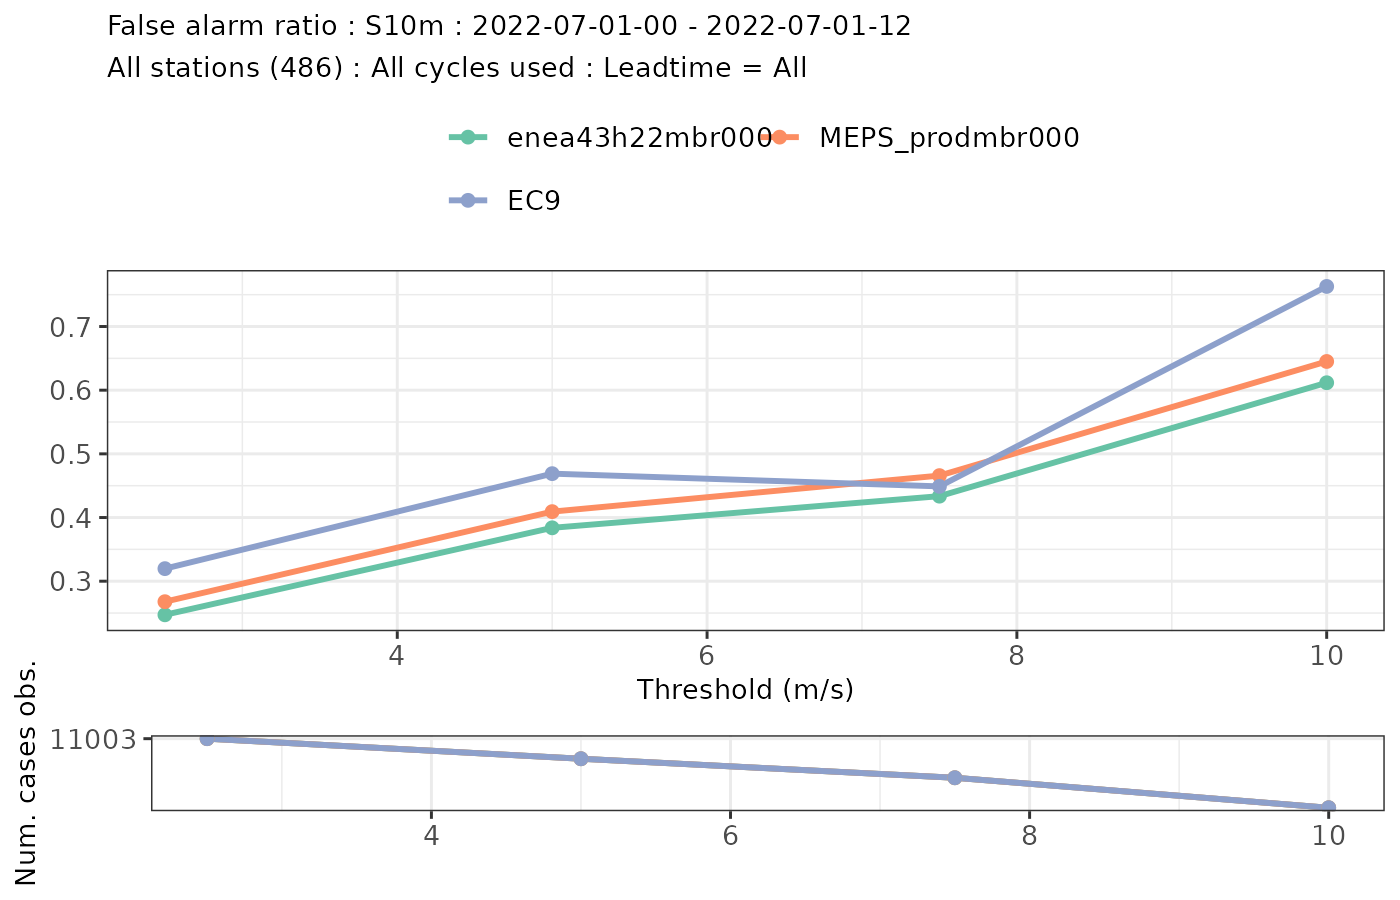 False alarm ratio : S10m : 2022-07-01-00 - 2022-07-01-12
All stations (486) : All cycles used : Leadtime = All
enea43h22mbr000 MEPS_prodmbr000
EC9
0.7
0.6
0.5
0.4
0.3
4 6 8 10
Threshold (m/s)
Num. cases obs.
11003
4 6 8 10